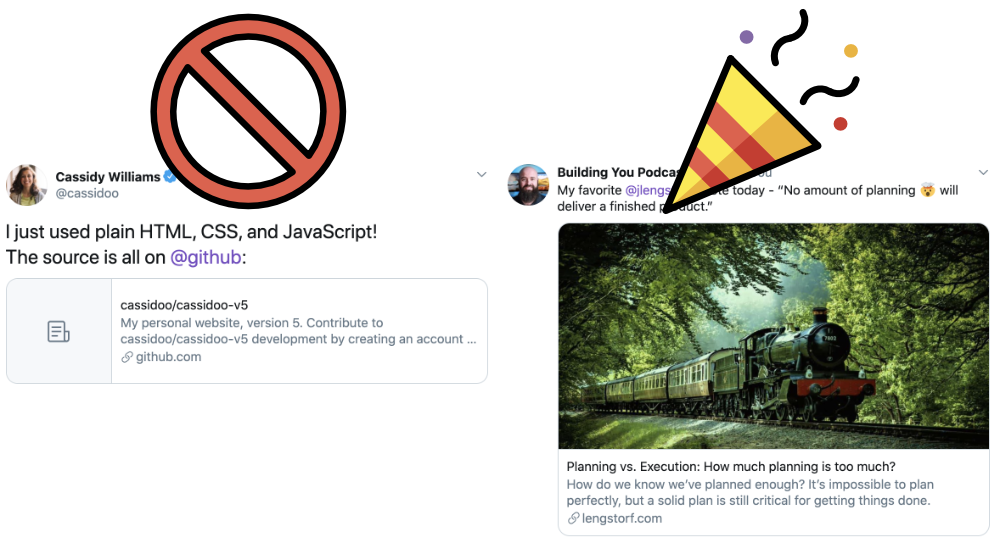 Cassidy Williams
@cassidoo
I just used plain HTML, CSS, and JavaScript!
The source is all on @github:
cassidoo/cassidoo-v5
My personal website, version 5. Contribute to
cassidoo/cassidoo-v5 development by creating an account ...
github.com
Building You
My favorite @jlengs today - “No amount of planning 🤯 will
deliver a finished product.”
Planning vs. Execution: How much planning is too much?
How do we know we’ve planned enough? It’s impossible to plan
perfectly, but a solid plan is still critical for getting things done.
lengstorf.com